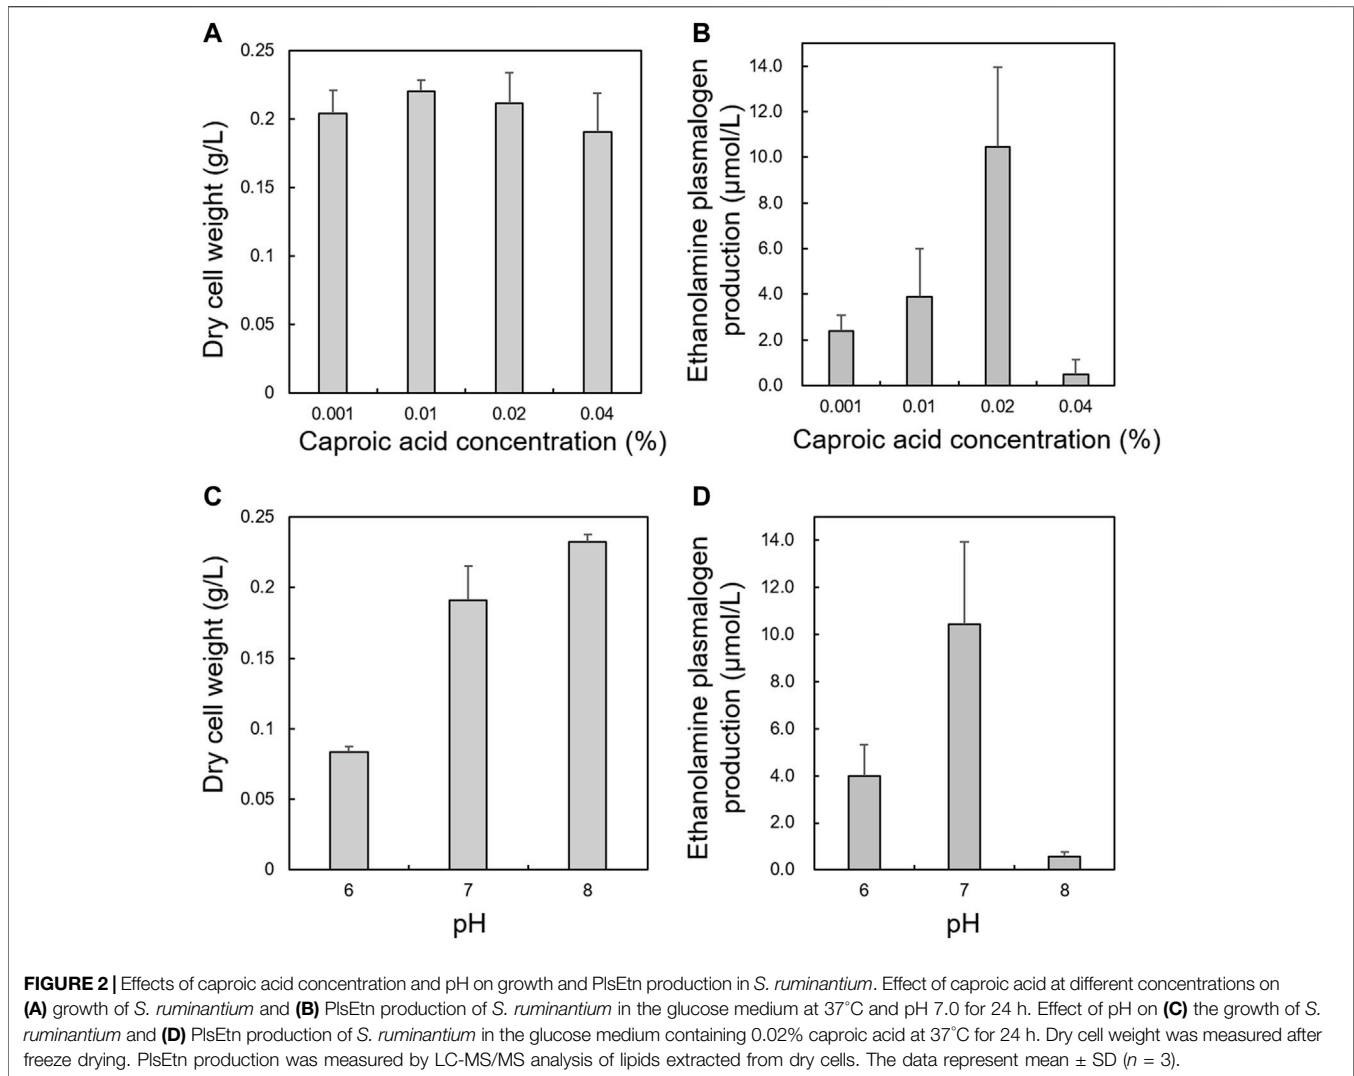 A
0.25
0.2
0.15
0.1
0.05
0
Dry cell weight (g/L)
0.001 0.01 0.02 0.04
Caproic acid concentration (%)
B
14.0
12.0
10.0
8.0
6.0
4.0
2.0
0.0
Ethanolamine plasmalogen
production (µmol/L)
0.001 0.01 0.02 0.04
Caproic acid concentration (%)
C
0.25
0.2
0.15
0.1
0.05
0
Dry cell weight (g/L)
6 7 8
pH
D
14.0
12.0
10.0
8.0
6.0
4.0
2.0
0.0
Ethanolamine plasmalogen
production (µmol/L)
6 7 8
pH
FIGURE 2 | Effects of caproic acid concentration and pH on growth and PlsEtn production in S. ruminantium. Effect of caproic acid at different concentrations on
(A) growth of S. ruminantium and (B) PlsEtn production of S. ruminantium in the glucose medium at 37°C and pH 7.0 for 24 h. Effect of pH on (C) the growth of S.
ruminantium and (D) PlsEtn production of S. ruminantium in the glucose medium containing 0.02% caproic acid at 37°C for 24 h. Dry cell weight was measured after
freeze drying. PlsEtn production was measured by LC-MS/MS analysis of lipids extracted from dry cells. The data represent mean ± SD (n = 3).